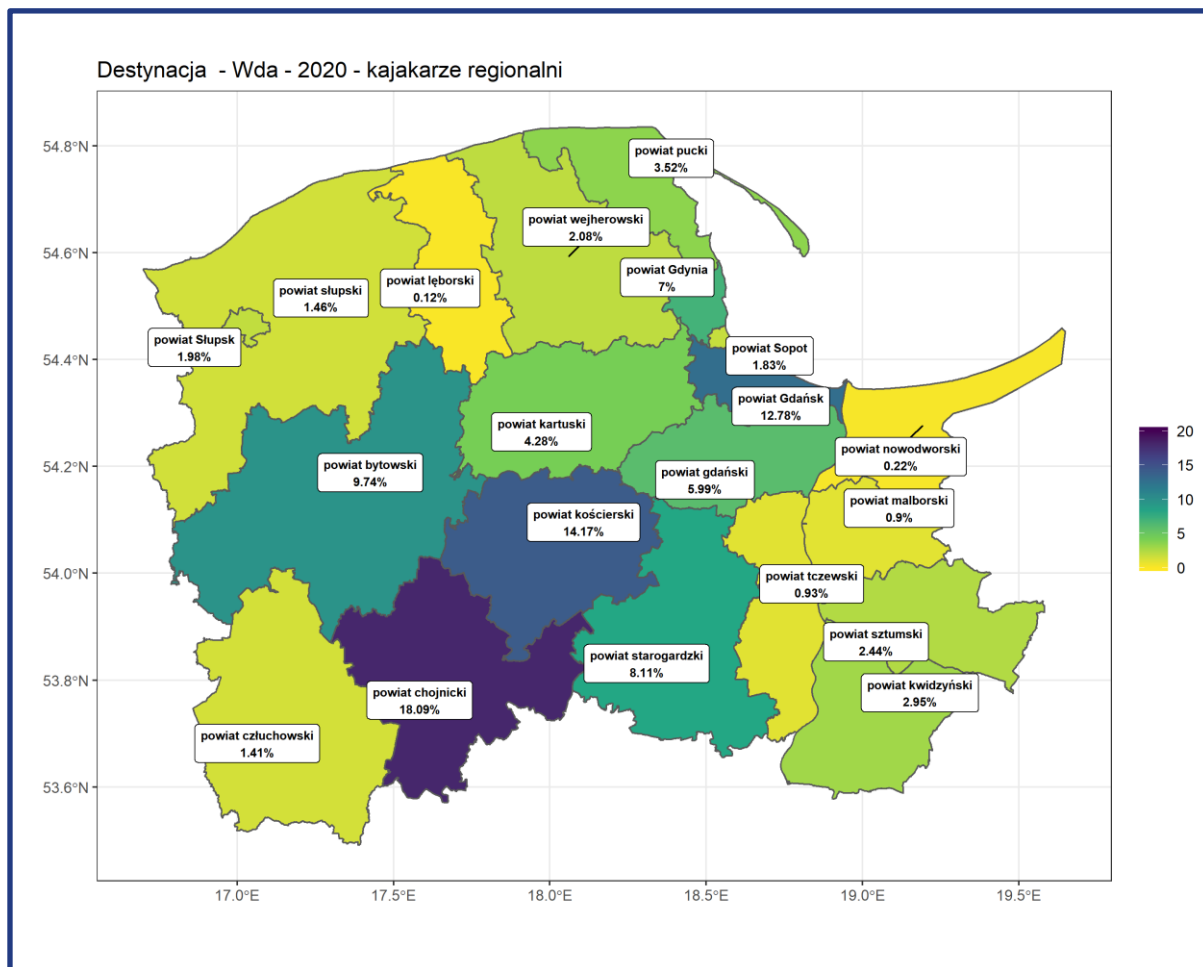 Destynacja  - Wda - 2020 - kajakarze regionalni
54.8°N
54.6°N
54.4°N
54.2°N
54.0°N
53.8°N
53.6°N
powiat pucki
3.52%
powiat wejherowski
2.08%
powiat Gdynia
7%
powiat lęborski
0.12%
powiat słupski
1.46%
powiat Słupsk
1.98%
powiat Sopot
1.83%
powiat Gdańsk
12.78%
powiat kartuski
4.28%
powiat nowodworski
0.22%
powiat bytowski
9.74%
powiat gdański
5.99%
powiat malborski
0.9%
powiat kościerski
14.17%
powiat tczewski
0.93%
powiat sztumski
2.44%
powiat starogardzki
8.11%
powiat kwidzyński
2.95%
powiat chojnicki
18.09%
powiat człuchowski
1.41%
20
15
10
5
0
17.0°E
17.5°E
18.0°E
18.5°E
19.0°E
19.5°E